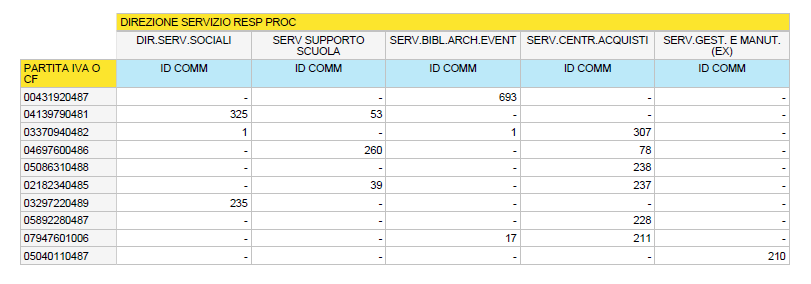 DIREZIONE SERVIZIO RESP PROC
DIR.SERV.SOCIALI SERV SUPPORTO SCUOLA SERV.BIBL.ARCH.EVENT SERV.CENTR.ACQUISTI SERV.GEST. E MANUT. (EX)
PARTITA IVA O CF ID COMM ID COMM ID COMM ID COMM ID COMM
00431920487 - - 693 - -
04139790481 325 53 - - -
03370940482 1 - 1 307 -
04697600486 - 260 - 78 -
05086310488 - - - 238 -
02182340485 - 39 - 237 -
03297220489 235 - - - -
05892280487 - - - 228 -
07947601006 - - 17 211 -
05040110487 - - - - 210